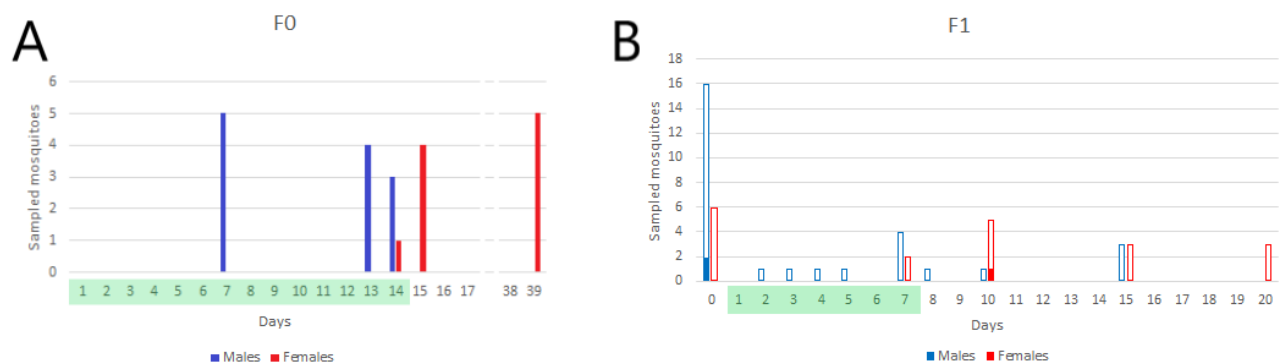 A
F0
6
5
4
3
2
1
0
Sampled mosquitoes
1 2 3 4 5 6 7 8 9 10 11 12 13 14 15 16 17 38 39
Days
Males Females
B
F1
18
16
14
12
10
8
6
4
2
0
Sampled mosquitoes
0 1 2 3 4 5 6 7 8 9 10 11 12 13 14 15 16 17 18 19 20
Days
Males Females